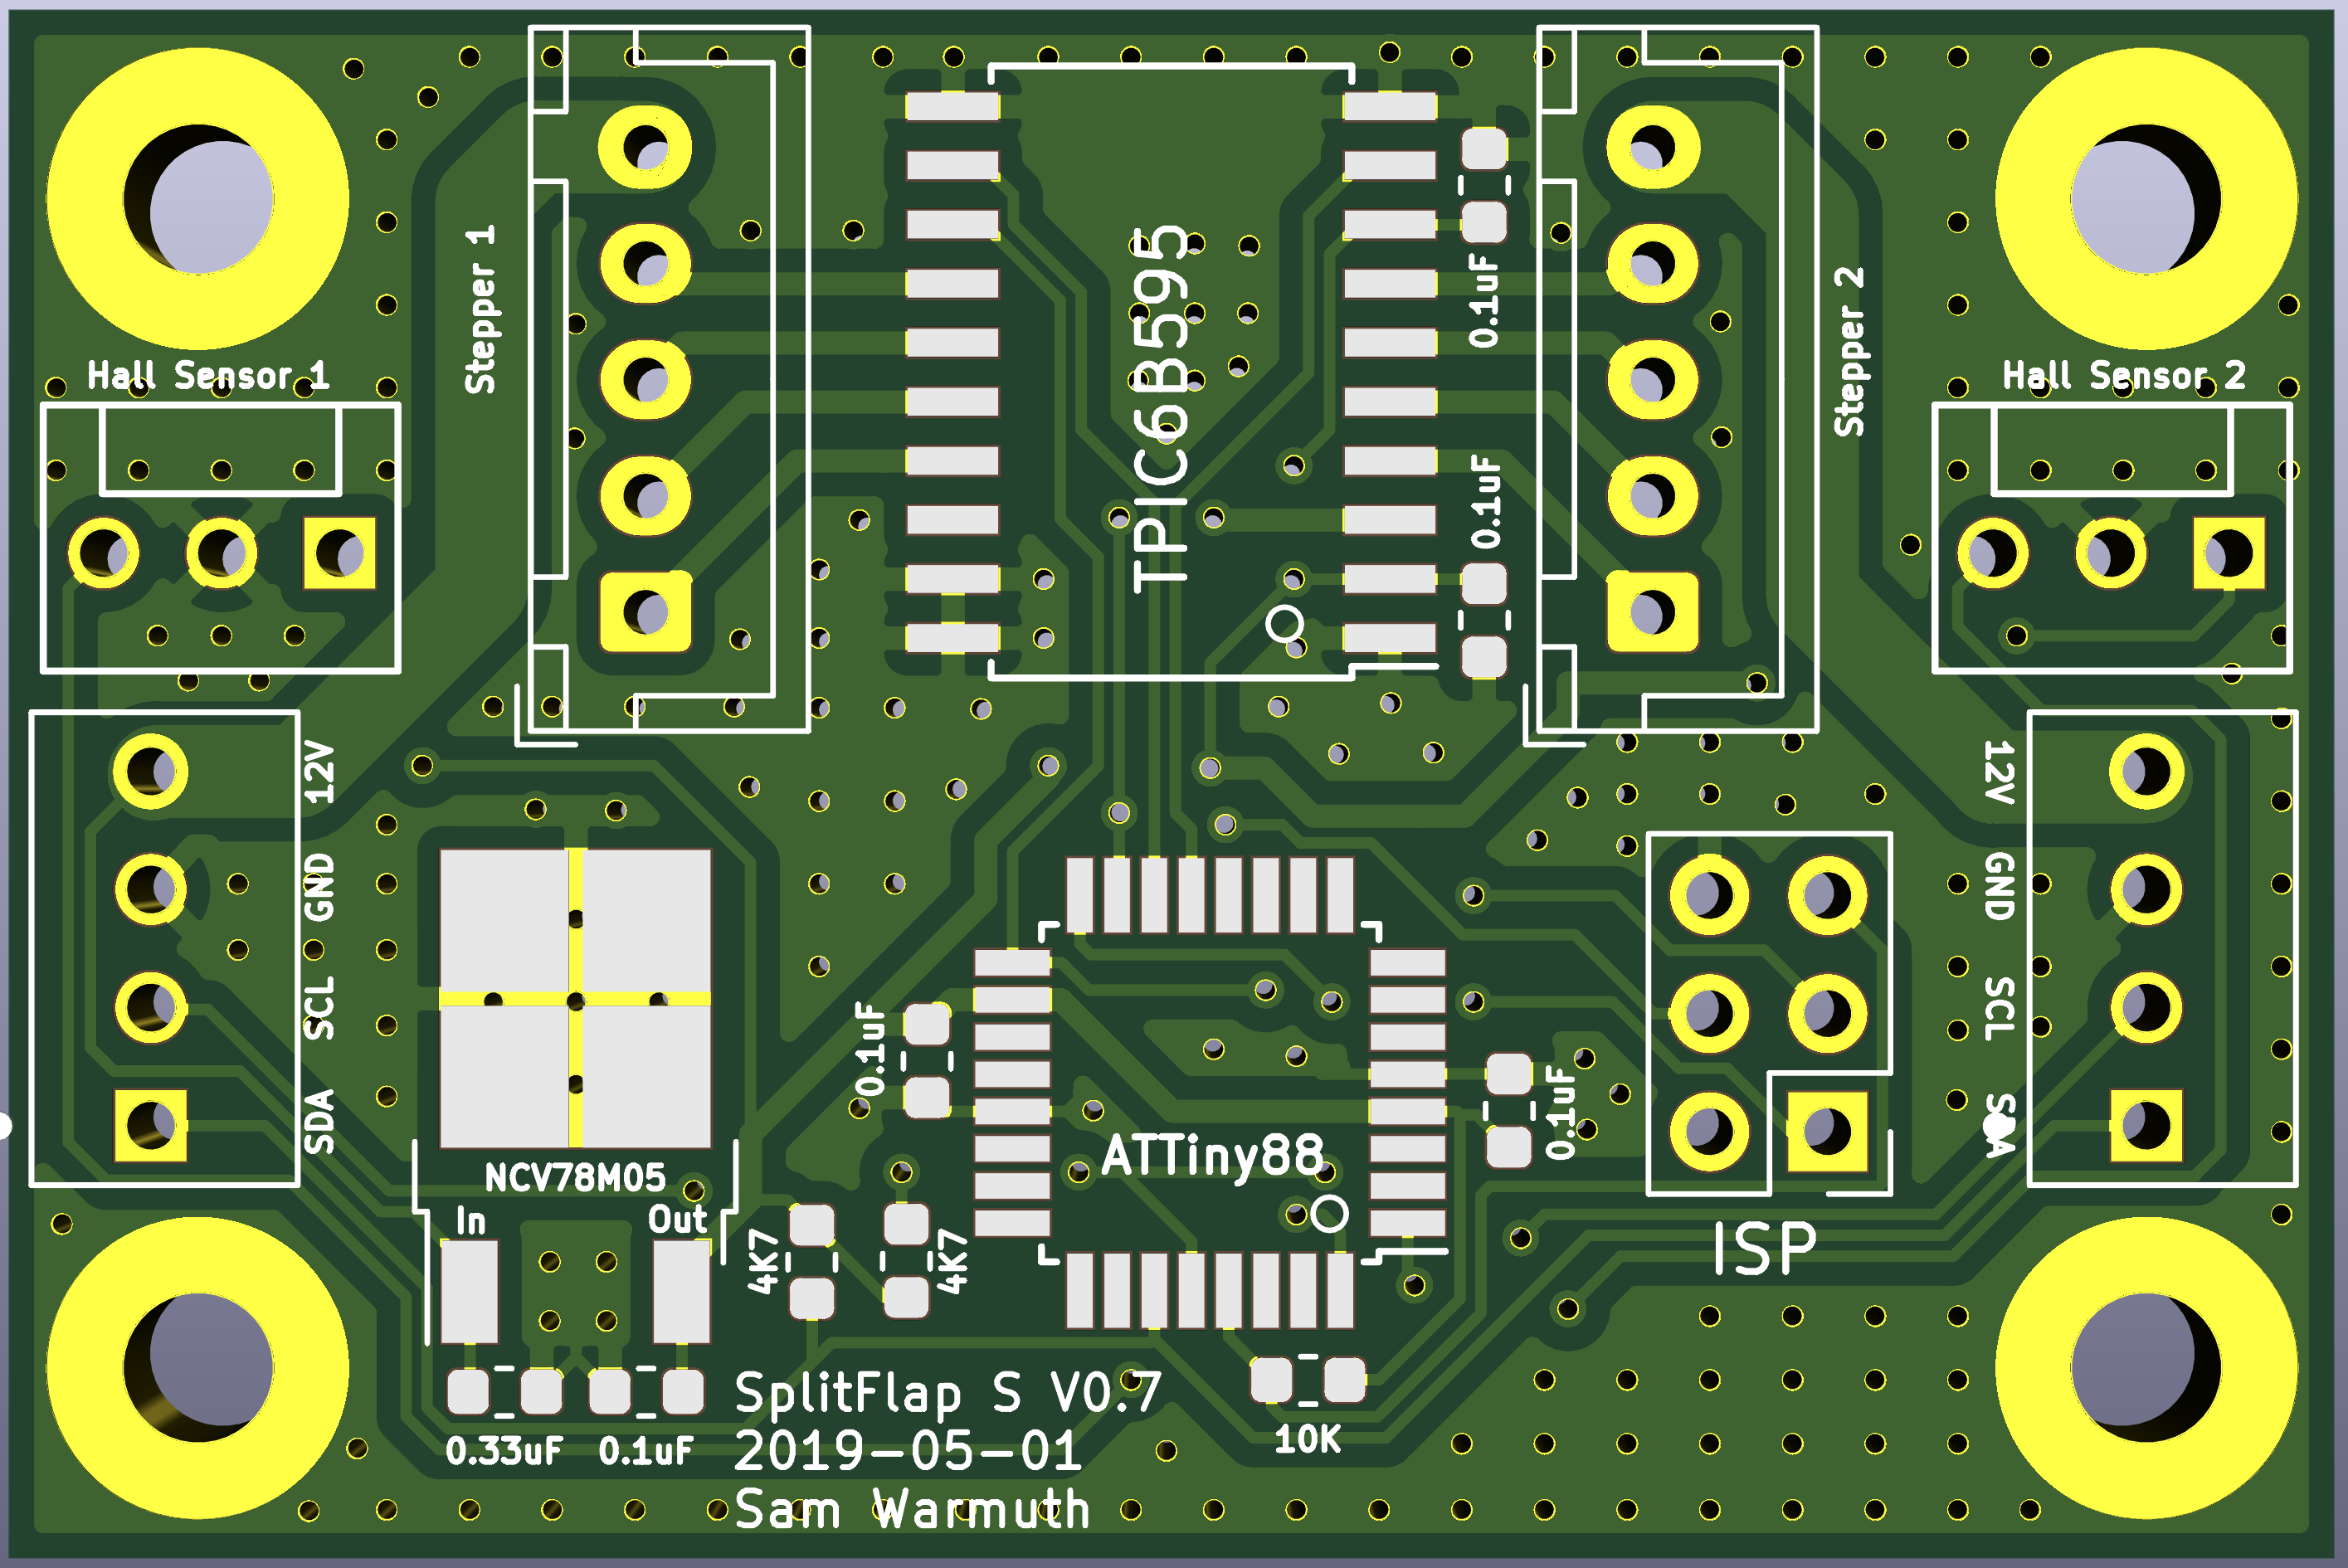 Stepper 1
TPIC6B595
0.1uF
Stepper 2
Hall Sensor 1
Hall Sensor 2
0.1uF
12V
GND
SCL
SDA
12V
GND
SCL
NCV78M05
In
Out
0.1uF
4K7
4K7
ATTiny88
0.1uF
ISP
0.33uF
0.1uF
10K
SplitFlap S V0.7
2019-05-01
Sam Warmuth